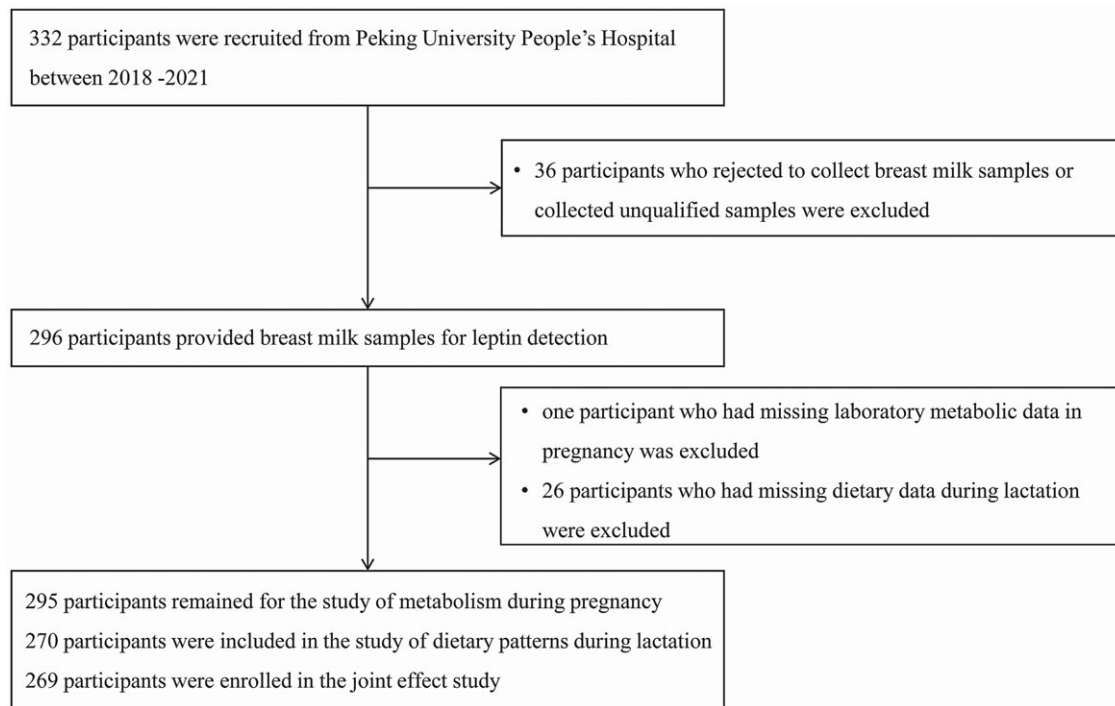 332 participants were recruited from Peking University People’s Hospital
between 2018 -2021
• 36 participants who rejected to collect breast milk samples or
collected unqualified samples were excluded
296 participants provided breast milk samples for leptin detection
• one participant who had missing laboratory metabolic data in
pregnancy was excluded
• 26 participants who had missing dietary data during lactation
were excluded
295 participants remained for the study of metabolism during pregnancy
270 participants were included in the study of dietary patterns during lactation
269 participants were enrolled in the joint effect study